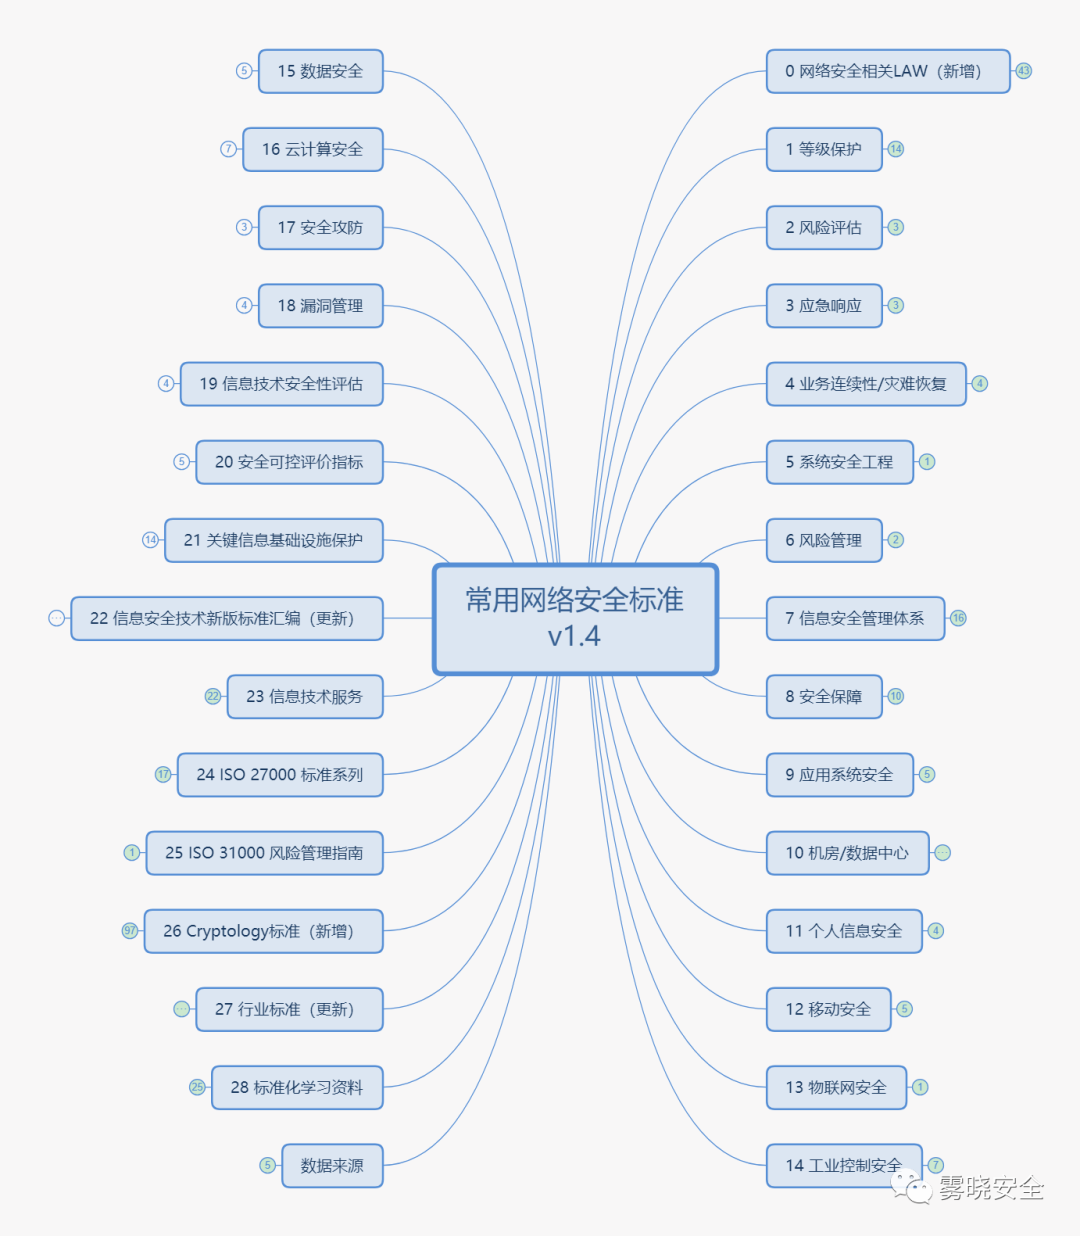 常用网络安全标准
v1.4
0 网络安全相关LAW（新增）
43
1 等级保护
14
2 风险评估
3
3 应急响应
3
4 业务连续性/灾难恢复
4
5 系统安全工程
1
6 风险管理
2
7 信息安全管理体系
16
8 安全保障
10
9 应用系统安全
5
10 机房/数据中心
...
11 个人信息安全
4
12 移动安全
5
13 物联网安全
1
14 工业控制安全
7
5
15 数据安全
7
16 云计算安全
3
17 安全攻防
4
18 漏洞管理
4
19 信息技术安全性评估
5
20 安全可控评价指标
14
21 关键信息基础设施保护
...
22 信息安全技术新版标准汇编（更新）
22
23 信息技术服务
17
24 ISO 27000 标准系列
1
25 ISO 31000 风险管理指南
97
26 Cryptology标准（新增）
...
27 行业标准（更新）
25
28 标准化学习资料
5
数据来源
雾晓安全